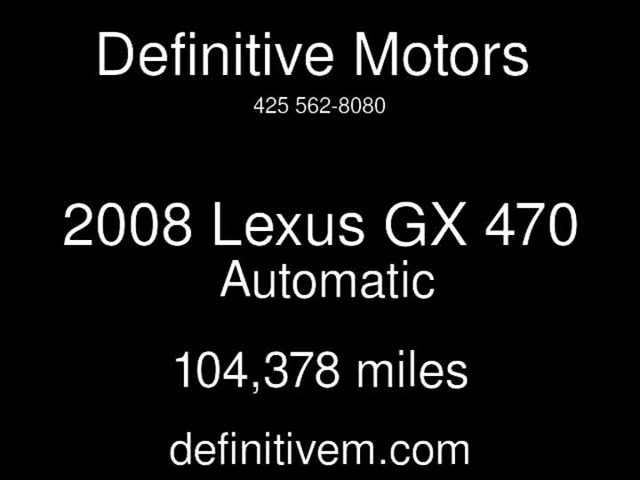 Definitive Motors
425 562-8080
2008 Lexus GX 470
Automatic
104,378 miles
definitivem.com